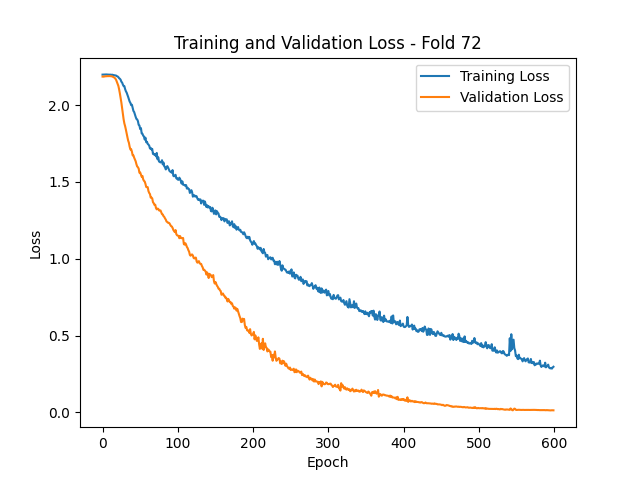 Training and Validation Loss - Fold 72
Training Loss
Validation Loss
Loss
2.0
1.5
1.0
0.5
0.0
0 100 200 300 400 500 600
Epoch